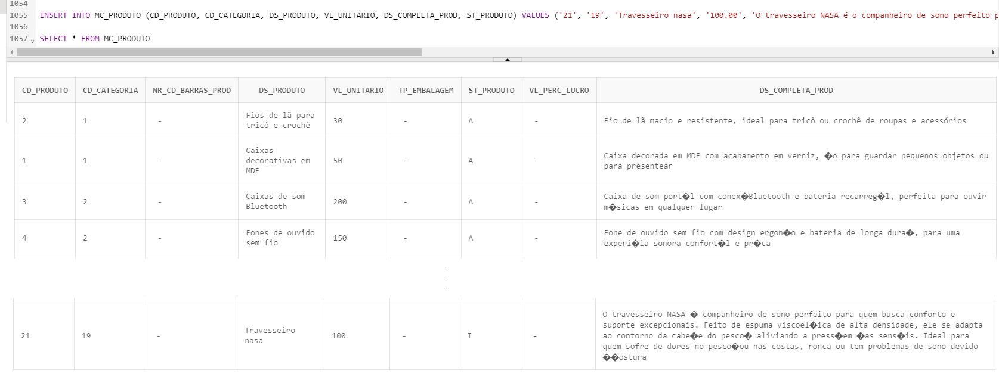 1054
1055 INSERT INTO MC_PRODUTO (CD_PRODUTO, CD_CATEGORIA, DS_PRODUTO, VL_UNITARIO, DS_COMPLETA_PROD, ST_PRODUTO) VALUES ('21', '19', 'Travesseiro nasa', '100.00', 'O travesseiro NASA é o companheiro de sono perfeito p
1056
1057 SELECT * FROM MC_PRODUTO
CD_PRODUTO CD_CATEGORIA NR_CD_BARRAS_PROD DS_PRODUTO VL_UNITARIO TP_EMBALAGEM ST_PRODUTO VL_PERC_LUCRO DS_COMPLETA_PROD
2 1 - Fios de lã para
tricô e crochê 30 - A - Fio de lã macio e resistente, ideal para tricô ou crochê de roupas e acessórios
1 1 - Caixas
decorativas em
MDF 50 - A - Caixa decorada em MDF com acabamento em verniz, �o para guardar pequenos objetos ou
para presentear
3 2 - Caixas de som
Bluetooth 200 - A - Caixa de som port�l com conex�Bluetooth e bateria recarreg�l, perfeita para ouvir
m�sicas em qualquer lugar
4 2 - Fones de ouvido
sem fio 150 - A - Fone de ouvido sem fio com design ergon�o e bateria de longa dura�, para uma
experi�ia sonora confort�l e pr�ca
.
.
.
21 19 - Travesseiro
nasa 100 - I - O travesseiro NASA � companheiro de sono perfeito para quem busca conforto e
suporte excepcionais. Feito de espuma viscoel�ica de alta densidade, ele se adapta
ao contorno da cabe�e do pesco� aliviando a press�em �as sens�is. Ideal para
quem sofre de dores no pesco�ou nas costas, ronca ou tem problemas de sono devido
��ostura